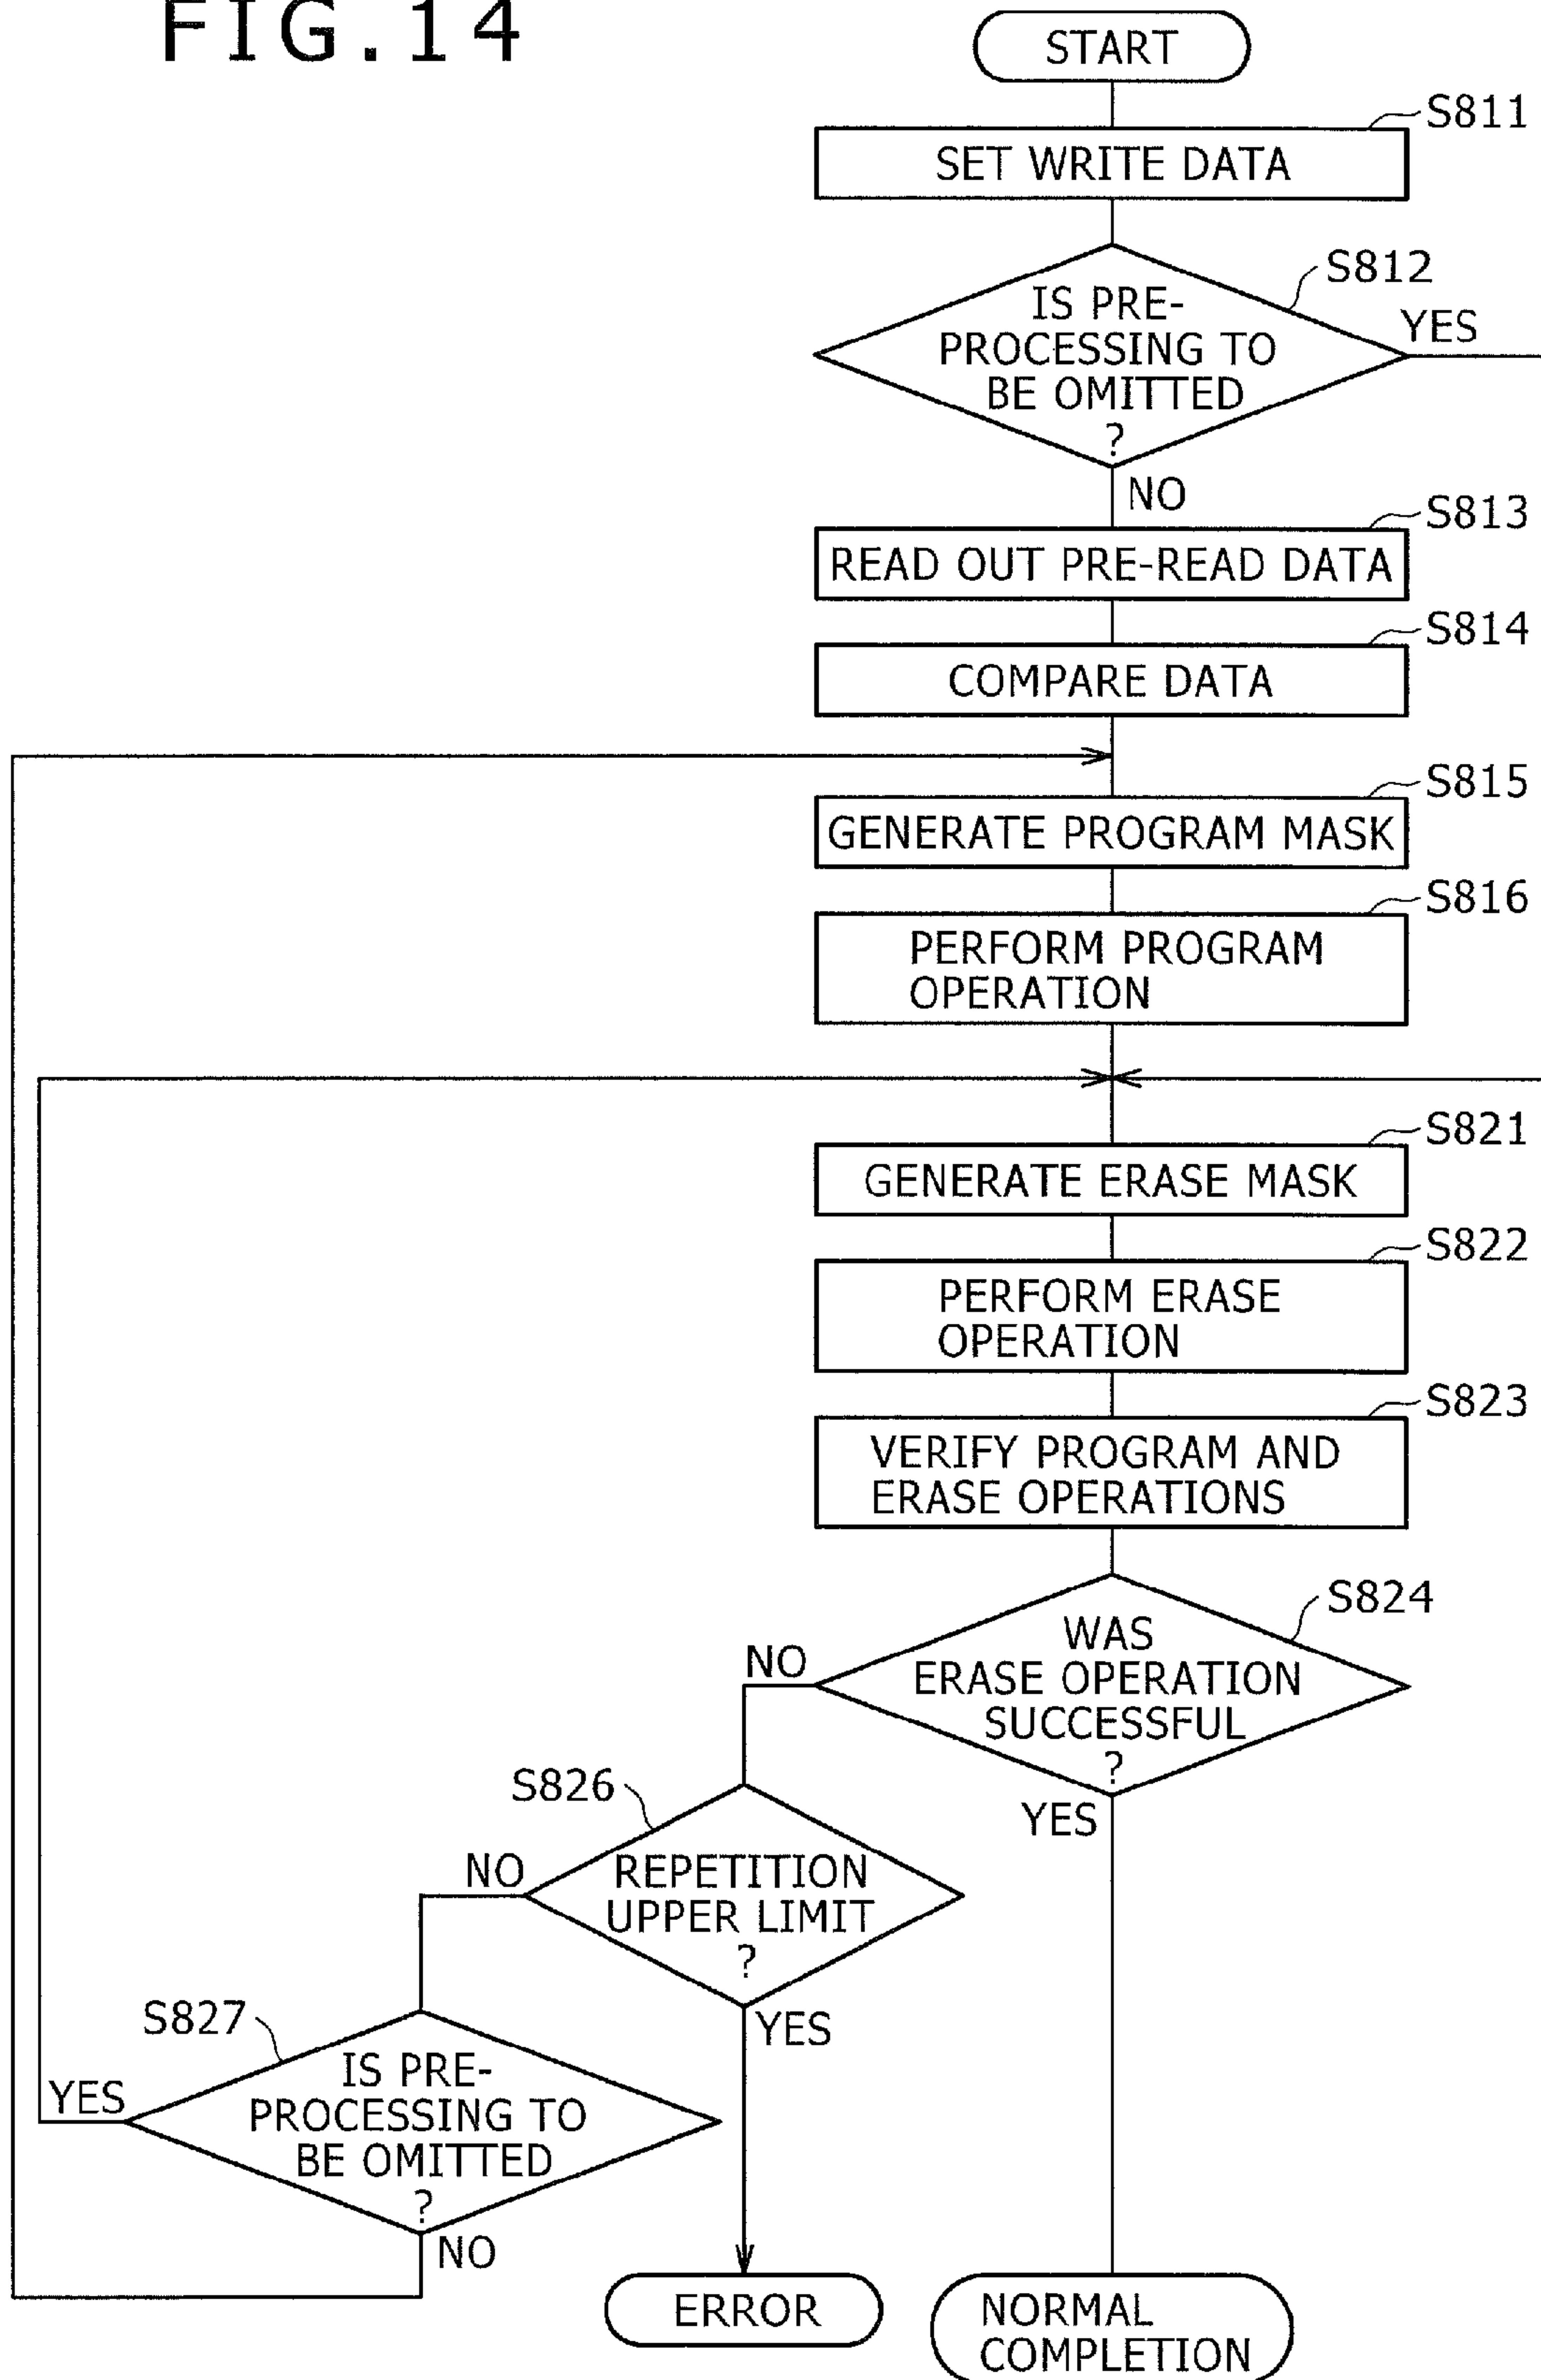 FIG.14
START
S811
SET WRITE DATA
S812
IS PRE-
PROCESSING TO
BE OMITTED
?
YES
NO
S813
READ OUT PRE-READ DATA
S814
COMPARE DATA
S815
GENERATE PROGRAM MASK
S816
PERFORM PROGRAM
OPERATION
S821
GENERATE ERASE MASK
S822
PERFORM ERASE
OPERATION
S823
VERIFY PROGRAM AND
ERASE OPERATIONS
S824
WAS
ERASE OPERATION
SUCCESSFUL
?
NO
YES
S826
REPETITION
UPPER LIMIT
?
NO
YES
S827
IS PRE-
PROCESSING TO
BE OMITTED
?
YES
NO
ERROR
NORMAL
COMPLETION